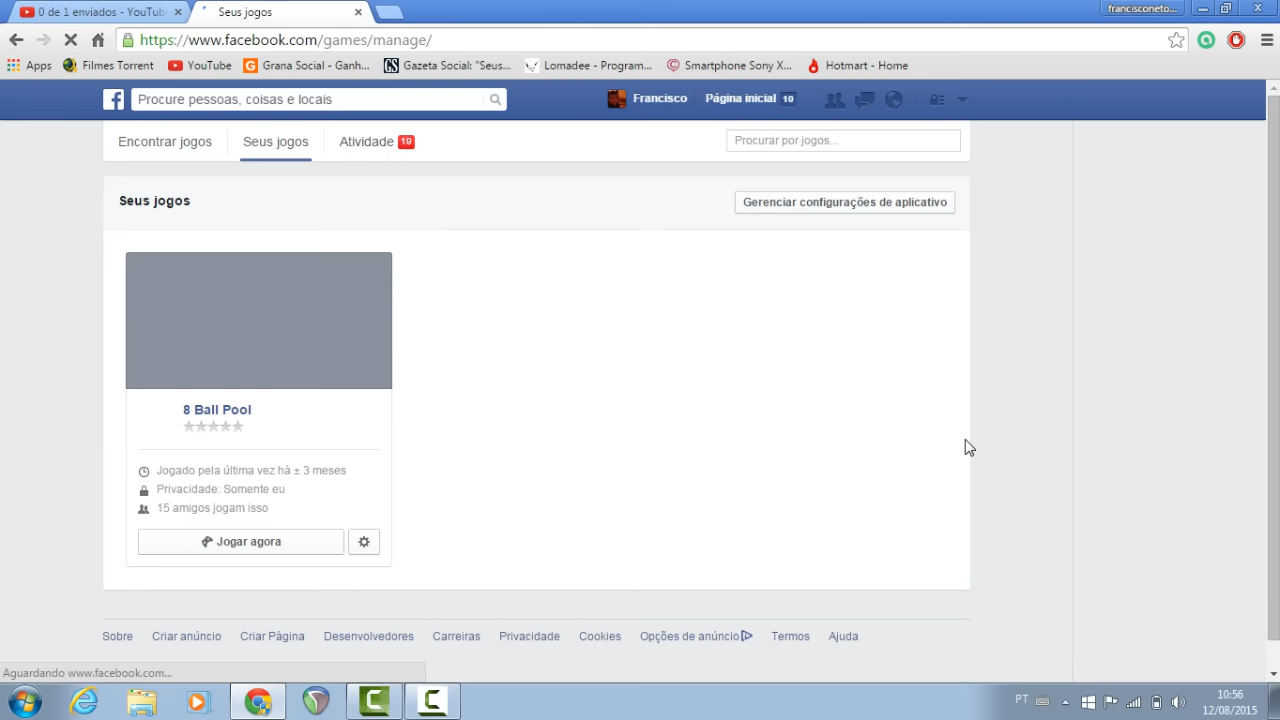 0 de 1 enviados - YouTub
Seus jogos
francisconeto...
https://www.facebook.com/games/manage/
Apps
Filmes Torrent
YouTube
Grana Social - Ganh...
Gazeta Social: "Seus...
Lomadee - Program...
Smartphone Sony X...
Hotmart - Home
Procure pessoas, coisas e locais
Francisco
Página inicial 10
Encontrar jogos
Seus jogos
Atividade 19
Procurar por jogos...
Seus jogos
Gerenciar configurações de aplicativo
8 Ball Pool
Jogado pela última vez há ± 3 meses
Privacidade: Somente eu
15 amigos jogam isso
Jogar agora
Sobre
Criar anúncio
Criar Página
Desenvolvedores
Carreiras
Privacidade
Cookies
Opções de anúncio
Termos
Ajuda
Aguardando www.facebook.com...
PT
10:56
12/08/2015